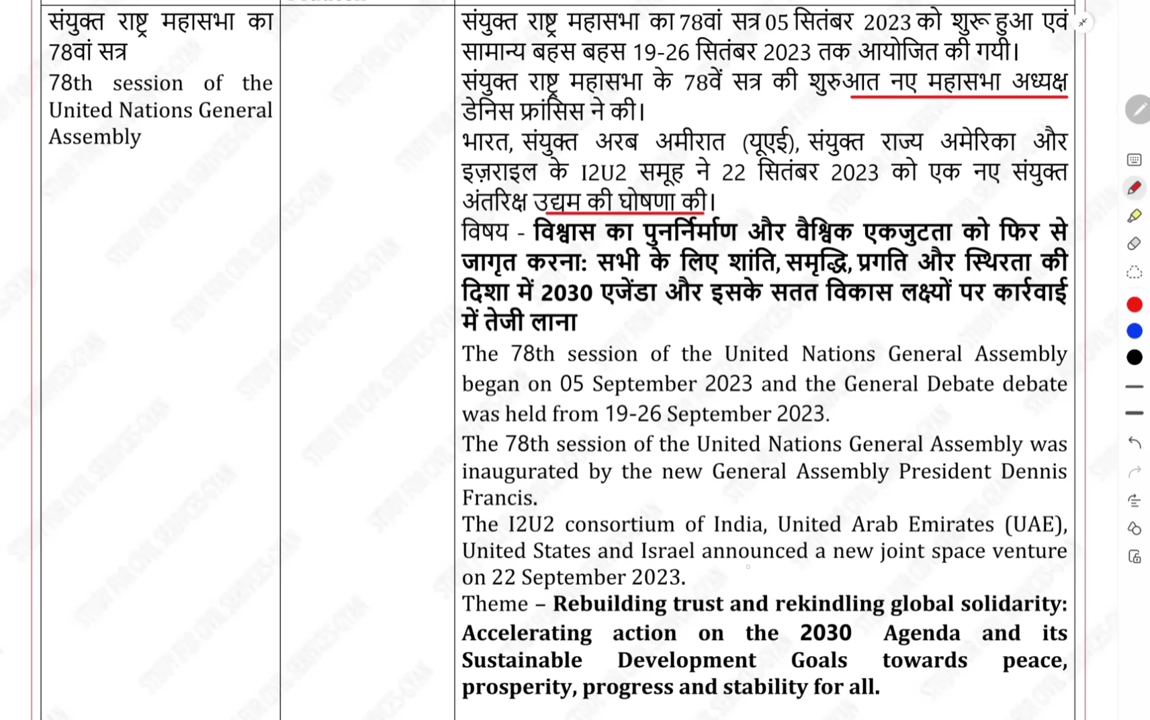 संयुक्त राष्ट्र महासभा का
78वां सत्र
78th session of the
United Nations General
Assembly
संयुक्त राष्ट्र महासभा का 78वां सत्र 05 सितंबर 2023 को शुरू हुआ एवं
सामान्य बहस बहस 19-26 सितंबर 2023 तक आयोजित की गयी।
संयुक्त राष्ट्र महासभा के 78वें सत्र की शुरुआत नए महासभा अध्यक्ष
डेनिस फ्रांसिस ने की।
भारत, संयुक्त अरब अमीरात (यूएई), संयुक्त राज्य अमेरिका और
इज़राइल के I2U2 समूह ने 22 सितंबर 2023 को एक नए संयुक्त
अंतरिक्ष उद्यम की घोषणा की।
विषय - विश्वास का पुनर्निर्माण और वैश्विक एकजुटता को फिर से
जागृत करना: सभी के लिए शांति, समृद्धि, प्रगति और स्थिरता की
दिशा में 2030 एजेंडा और इसके सतत विकास लक्ष्यों पर कार्रवाई
में तेजी लाना
The 78th session of the United Nations General Assembly
began on 05 September 2023 and the General Debate debate
was held from 19-26 September 2023.
The 78th session of the United Nations General Assembly was
inaugurated by the new General Assembly President Dennis
Francis.
The I2U2 consortium of India, United Arab Emirates (UAE),
United States and Israel announced a new joint space venture
on 22 September 2023.
Theme – Rebuilding trust and rekindling global solidarity:
Accelerating action on the 2030 Agenda and its
Sustainable Development Goals towards peace,
prosperity, progress and stability for all.